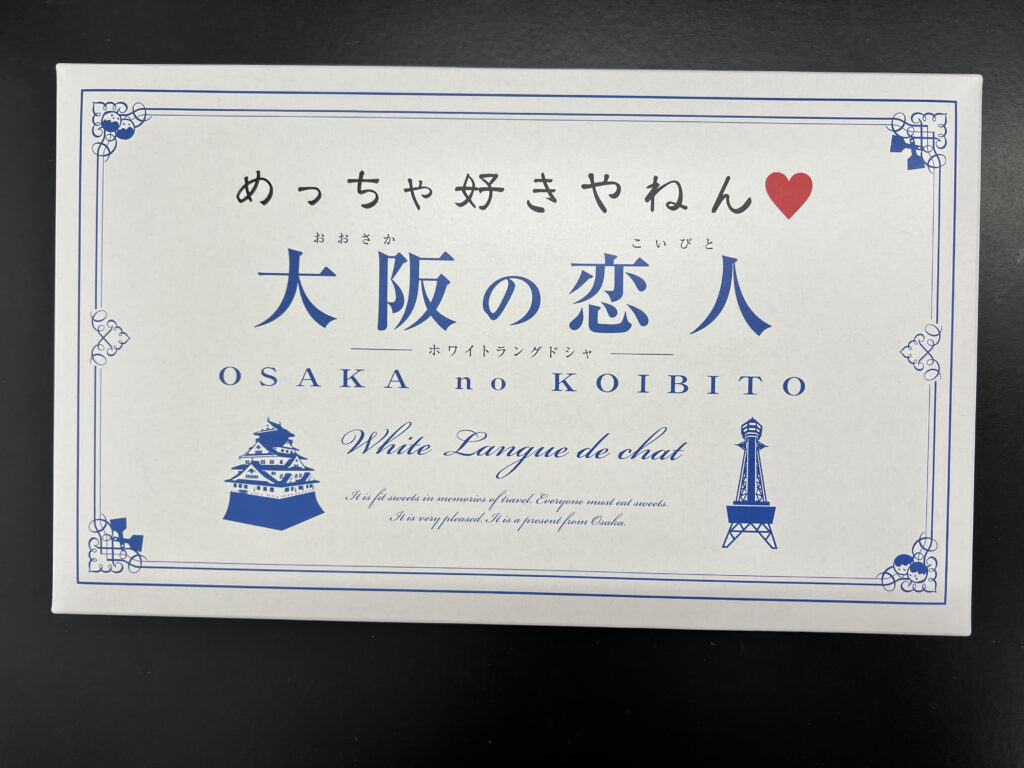 めっちゃ好きやねん♥
おおさか こいびと
大阪の恋人
ホワイトラングドシャ
OSAKA no KOIBITO
White Langue de chat
It is fit sweets in memories of travel. Everyone must eat sweets.
It is very pleased. It is a present from Osaka.